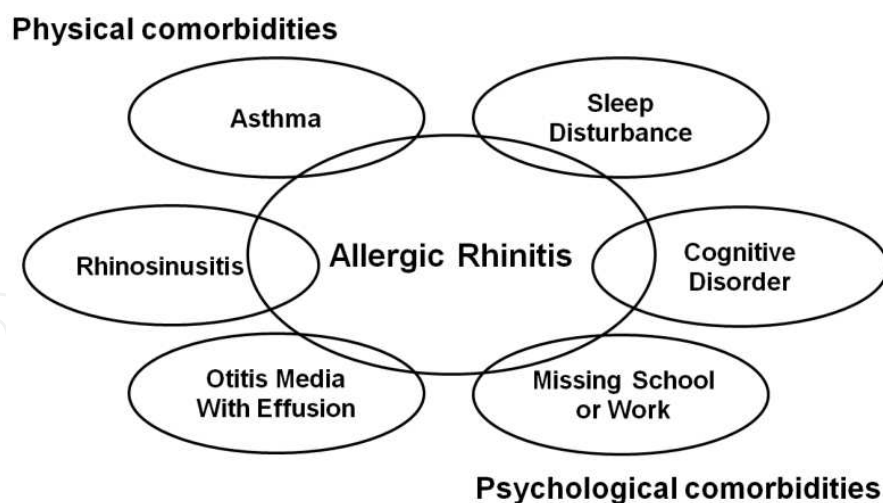 Physical comorbidities
Asthma
Sleep
Disturbance
Rhinosinusitis
Allergic Rhinitis
Cognitive
Disorder
Otitis Media
With Effusion
Missing School
or Work
Psychological comorbidities